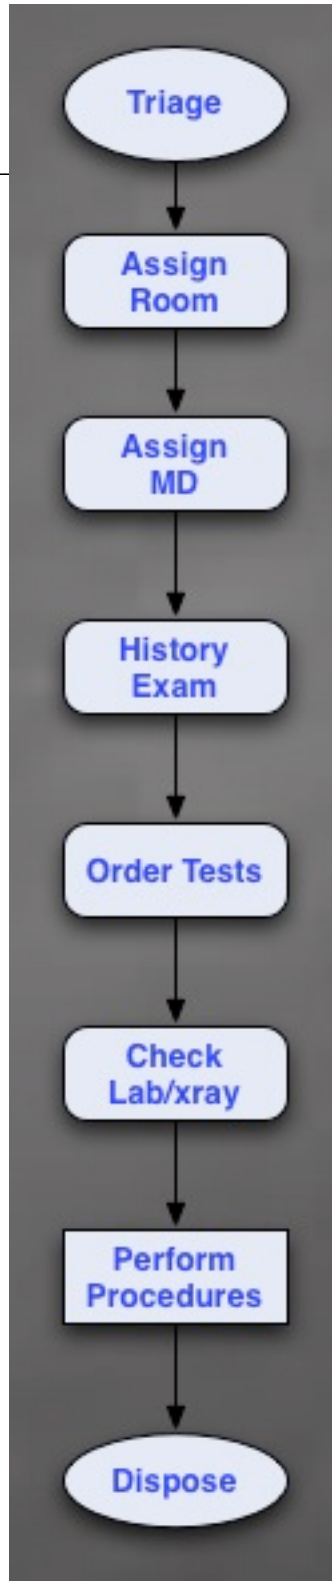 Triage
Assign
Room
Assign
MD
History
Exam
Order Tests
Check
Lab/xray
Perform
Procedures
Dispose